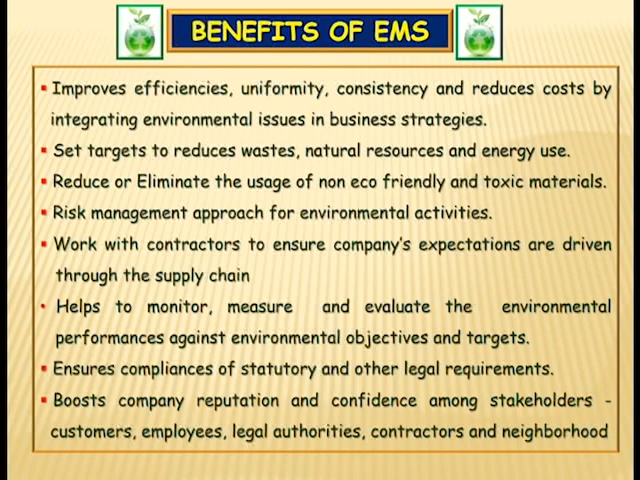 BENEFITS OF EMS
▪ Improves efficiencies, uniformity, consistency and reduces costs by
integrating environmental issues in business strategies.
▪ Set targets to reduces wastes, natural resources and energy use.
▪ Reduce or Eliminate the usage of non eco friendly and toxic materials.
▪ Risk management approach for environmental activities.
▪ Work with contractors to ensure company's expectations are driven
through the supply chain
• Helps to monitor, measure and evaluate the environmental
performances against environmental objectives and targets.
▪ Ensures compliances of statutory and other legal requirements.
▪ Boosts company reputation and confidence among stakeholders -
customers, employees, legal authorities, contractors and neighborhood